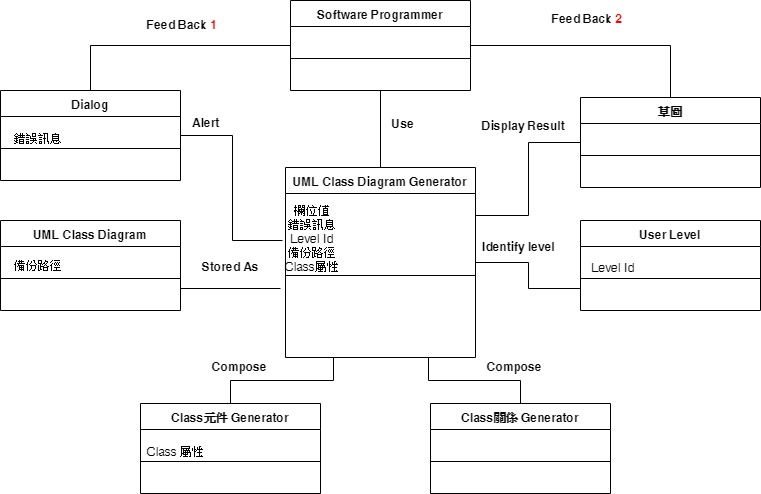 Software Programmer
Feed Back 1
Feed Back 2
Dialog
錯誤訊息
Alert
Use
Display Result
草圖
UML Class Diagram Generator
欄位值
錯誤訊息
Level Id
備份路徑
Class屬性
UML Class Diagram
備份路徑
Stored As
Identify level
User Level
Level Id
Compose
Compose
Class元件 Generator
Class 屬性
Class關係 Generator